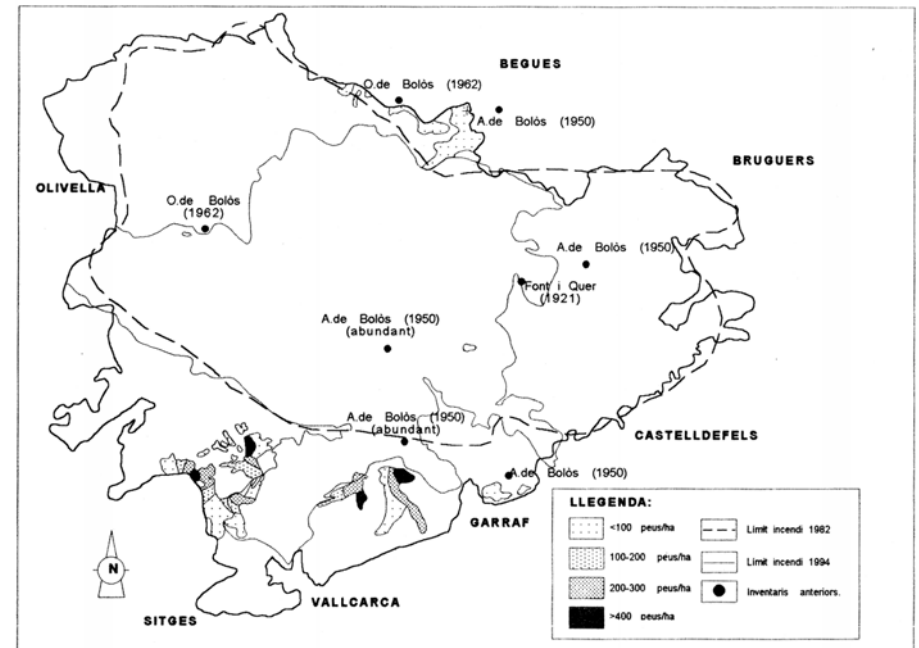 BEGUES
O.de Bolòs (1962)
A.de Bolòs (1950)
BRUGUERS
OLIVELLA
O.de Bolòs
(1962)
A.de Bolòs (1950)
Font i Quer
(1921)
A.de Bolòs (1950)
(abundant)
A.de Bolòs (1950)
(abundant)
CASTELLDEFELS
A.de Bolòs (1950)
GARRAF
N
SITGES
VALLCARCA
LLEGENDA:
<100 peus/ha
Limit incendi 1982
100-200 peus/ha
Limit incendi 1994
200-300 peus/ha
Inventaris anteriors.
>400 peus/ha